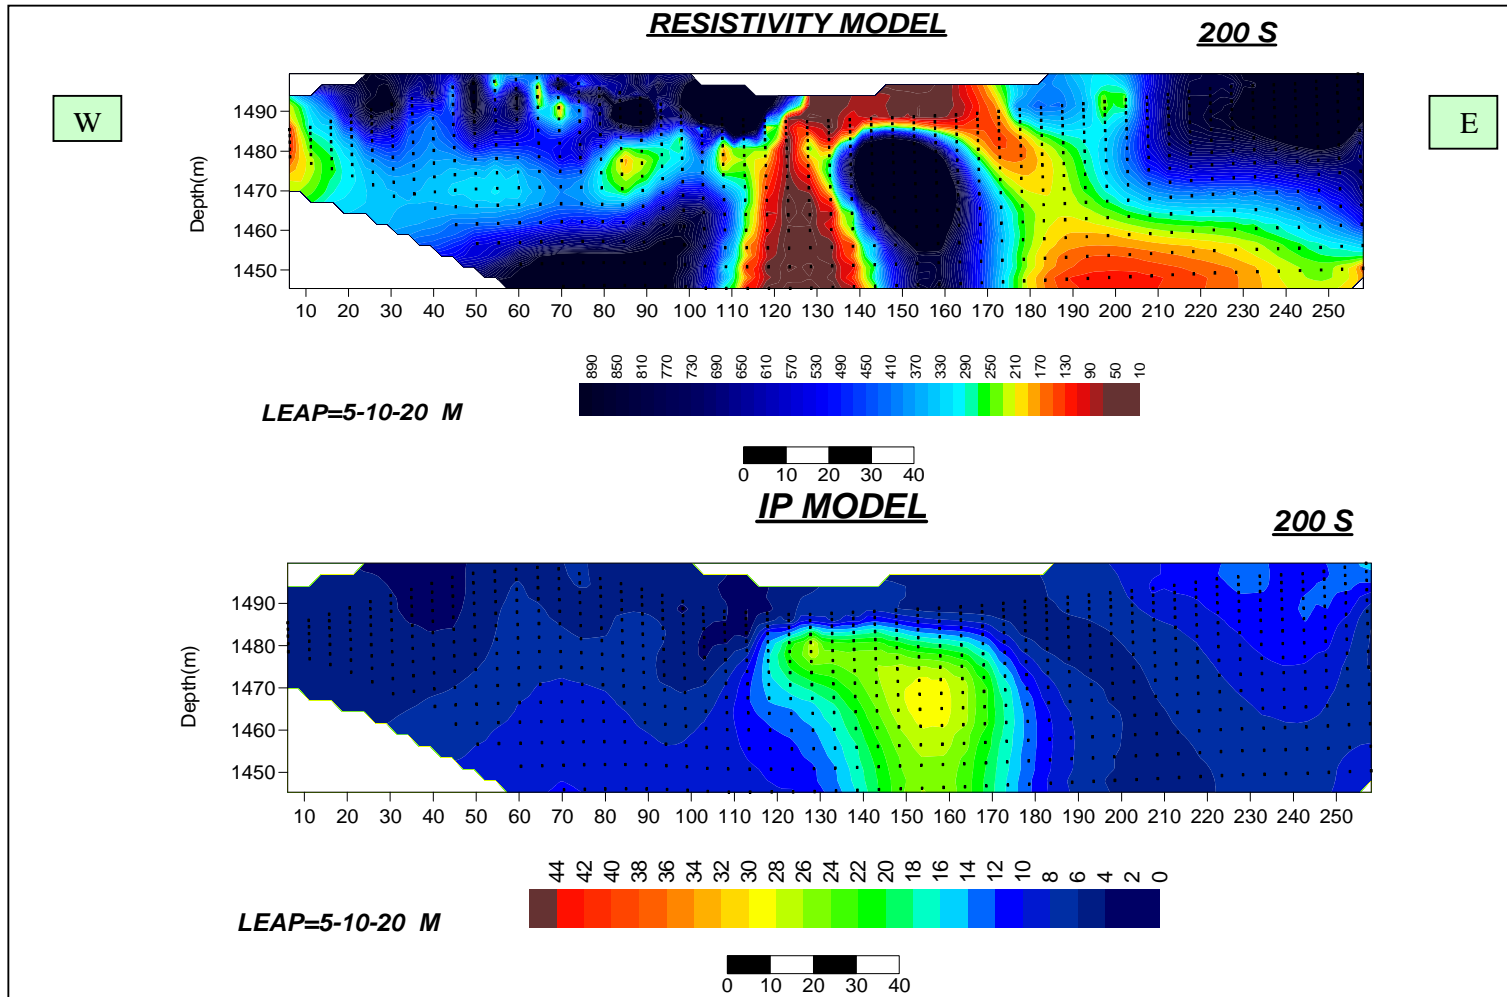 RESISTIVITY MODEL
200 S
W
E
Depth(m)
1490
1480
1470
1460
1450
10 20 30 40 50 60 70 80 90 100 110 120 130 140 150 160 170 180 190 200 210 220 230 240 250
890 850 810 770 730 690 650 610 570 530 490 450 410 370 330 290 250 210 170 130 90 50 10
LEAP=5-10-20 M
0 10 20 30 40
IP MODEL
200 S
Depth(m)
1490
1480
1470
1460
1450
10 20 30 40 50 60 70 80 90 100 110 120 130 140 150 160 170 180 190 200 210 220 230 240 250
44 42 40 38 36 34 32 30 28 26 24 22 20 18 16 14 12 10 8 6 4 2 0
LEAP=5-10-20 M
0 10 20 30 40